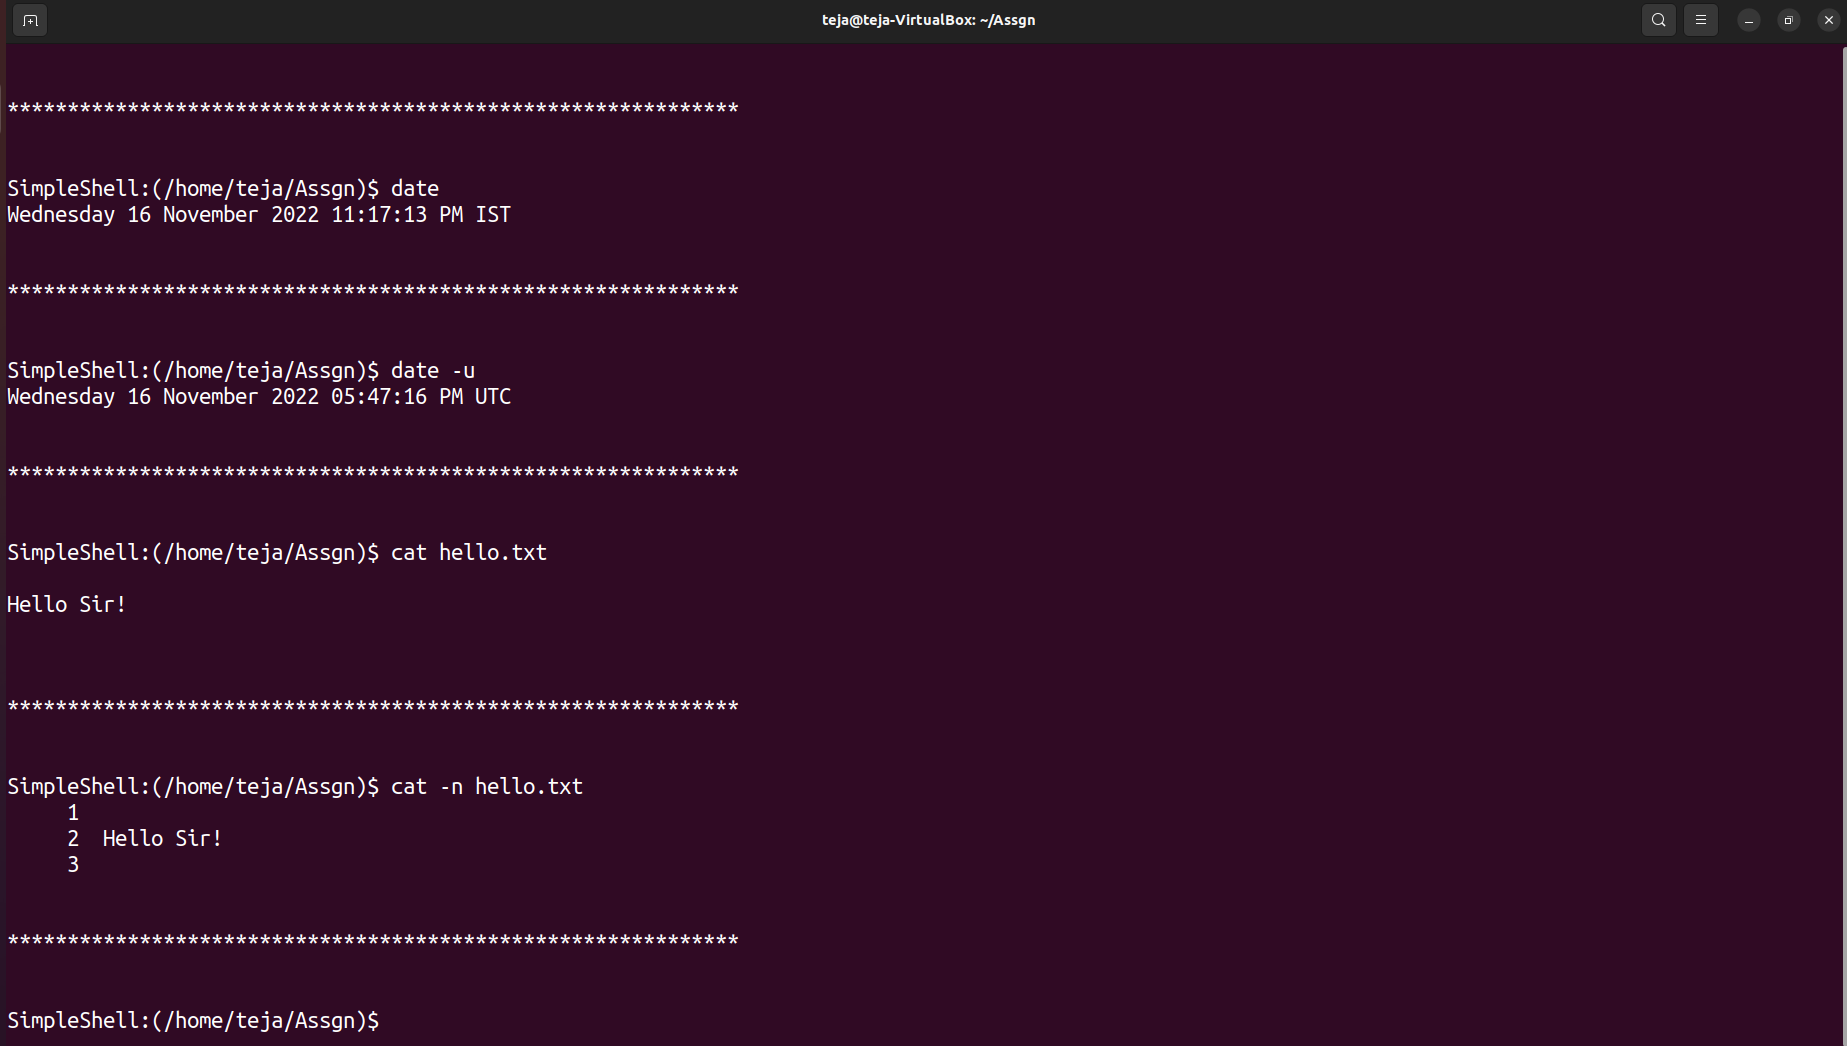 teja@teja-VirtualBox: ~/Assgn
*************************************************************
SimpleShell:(/home/teja/Assgn)$ date
Wednesday 16 November 2022 11:17:13 PM IST
*************************************************************
SimpleShell:(/home/teja/Assgn)$ date -u
Wednesday 16 November 2022 05:47:16 PM UTC
*************************************************************
SimpleShell:(/home/teja/Assgn)$ cat hello.txt
Hello Sir!
*************************************************************
SimpleShell:(/home/teja/Assgn)$ cat -n hello.txt
1
2 Hello Sir!
3
*************************************************************
SimpleShell:(/home/teja/Assgn)$